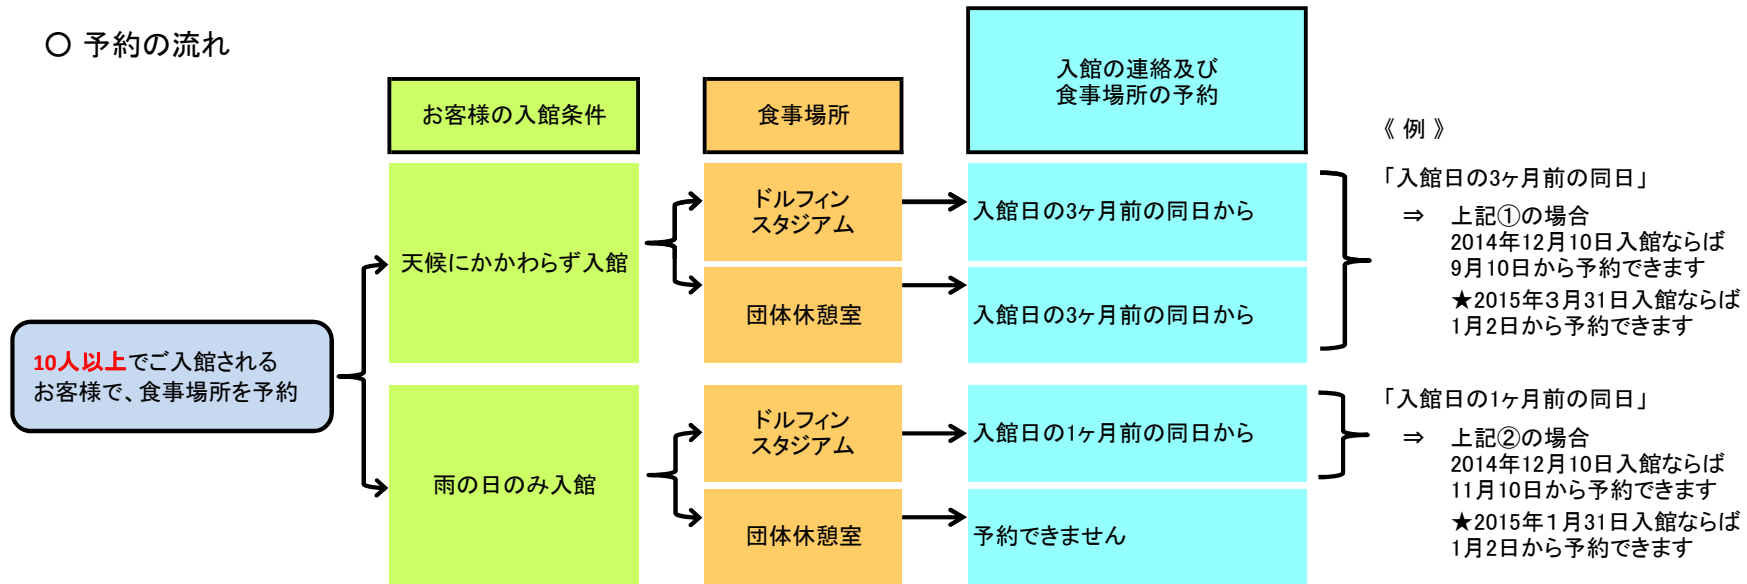 ○ 予約の流れ
お客様の入館条件
食事場所
入館の連絡及び
食事場所の予約
《 例 》
10人以上でご入館される
お客様で、食事場所を予約
天候にかかわらず入館
ドルフィン
スタジアム
入館日の3ヶ月前の同日から
団体休憩室
入館日の3ヶ月前の同日から
「入館日の3ヶ月前の同日」
⇒ 上記①の場合
2014年12月10日入館ならば
9月10日から予約できます
★2015年3月31日入館ならば
1月2日から予約できます
雨の日のみ入館
ドルフィン
スタジアム
入館日の1ヶ月前の同日から
団体休憩室
予約できません
「入館日の1ヶ月前の同日」
⇒ 上記②の場合
2014年12月10日入館ならば
11月10日から予約できます
★2015年1月31日入館ならば
1月2日から予約できます